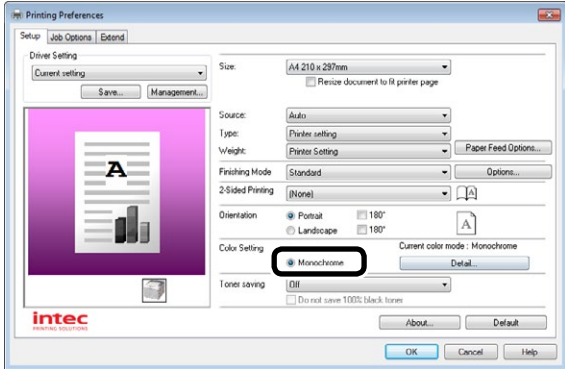 Printing Preferences
Setup Job Options Extend
Driver Setting
Current setting
Save... Management...
A
intec
PRINTING SOLUTIONS
Size: A4 210 x 297mm
Resize document to fit printer page
Source: Auto
Type: Printer setting
Weight: Printer Setting Paper Feed Options...
Finishing Mode Standard Options...
2-Sided Printing (None) A
Orientation Portrait 180°
Landscape 180° A
Color Setting Current color mode : Monochrome
Monochrome Detail...
Toner saving Off
Do not save 100% black toner
About... Default
OK Cancel Help